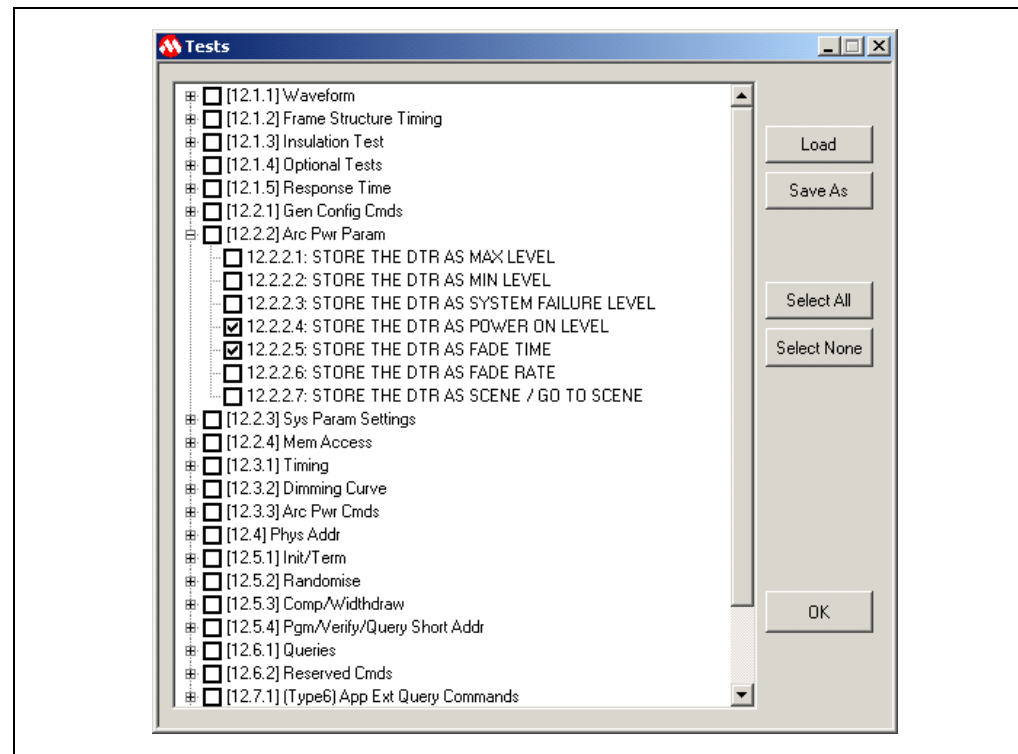 Tests
[12.1.1] Waveform
[12.1.2] Frame Structure Timing
[12.1.3] Insulation Test
[12.1.4] Optional Tests
[12.1.5] Response Time
[12.2.1] Gen Config Cmds
[12.2.2] Arc Pwr Param
12.2.2.1: STORE THE DTR AS MAX LEVEL
12.2.2.2: STORE THE DTR AS MIN LEVEL
12.2.2.3: STORE THE DTR AS SYSTEM FAILURE LEVEL
12.2.2.4: STORE THE DTR AS POWER ON LEVEL
12.2.2.5: STORE THE DTR AS FADE TIME
12.2.2.6: STORE THE DTR AS FADE RATE
12.2.2.7: STORE THE DTR AS SCENE / GO TO SCENE
[12.2.3] Sys Param Settings
[12.2.4] Mem Access
[12.3.1] Timing
[12.3.2] Dimming Curve
[12.3.3] Arc Pwr Cmds
[12.4] Phys Addr
[12.5.1] Init/Term
[12.5.2] Randomise
[12.5.3] Comp/Widthdraw
[12.5.4] Pgm/Verify/Query Short Addr
[12.6.1] Queries
[12.6.2] Reserved Cmds
[12.7.1] (Type6) App Ext Query Commands
Load
Save As
Select All
Select None
OK